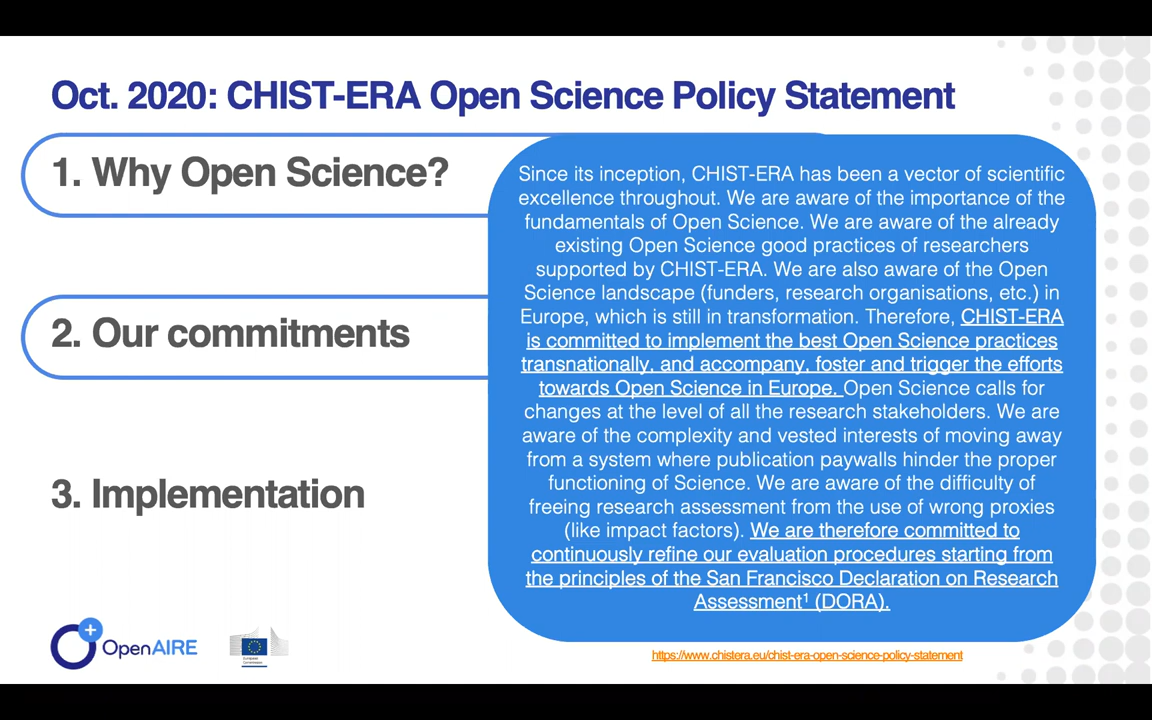 Oct. 2020: CHIST-ERA Open Science Policy Statement
1. Why Open Science?
2. Our commitments
3. Implementation
Since its inception, CHIST-ERA has been a vector of scientific
excellence throughout. We are aware of the importance of the
fundamentals of Open Science. We are aware of the already
existing Open Science good practices of researchers
supported by CHIST-ERA. We are also aware of the Open
Science landscape (funders, research organisations, etc.) in
Europe, which is still in transformation. Therefore, CHIST-ERA
is committed to implement the best Open Science practices
transnationally, and accompany, foster and trigger the efforts
towards Open Science in Europe. Open Science calls for
changes at the level of all the research stakeholders. We are
aware of the complexity and vested interests of moving away
from a system where publication paywalls hinder the proper
functioning of Science. We are aware of the difficulty of
freeing research assessment from the use of wrong proxies
(like impact factors). We are therefore committed to
continuously refine our evaluation procedures starting from
the principles of the San Francisco Declaration on Research
Assessment¹ (DORA).
OpenAIRE
European
Commission
https://www.chistera.eu/chist-era-open-science-policy-statement